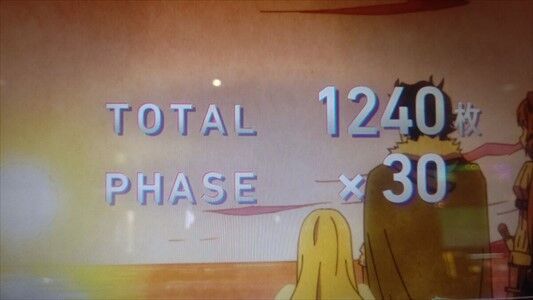 TOTAL 1240枚
PHASE ×30